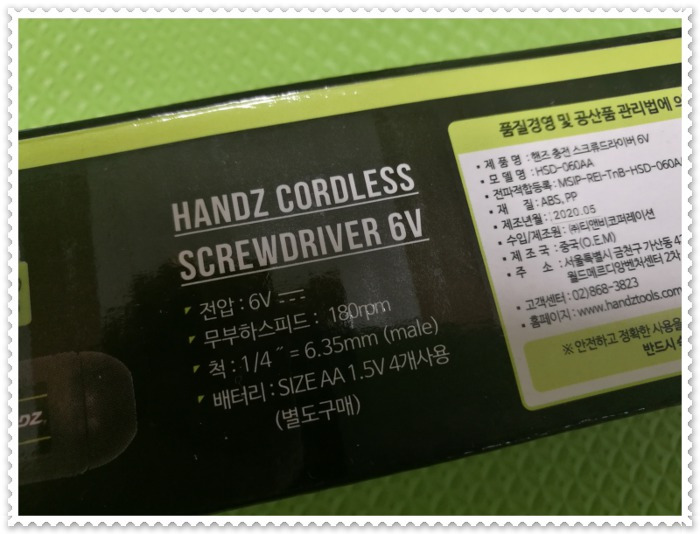 HANDZ CORDLESS
SCREWDRIVER 6V
전압 : 6V
무부하스피드 : 180rpm
척 : 1/4 ˝ = 6.35mm (male)
배터리 : SIZE AA 1.5V 4개사용
(별도구매)
품질경영 및 공산품 관리법에
• 제 품 명 : 핸즈 충전 스크류드라이버 6V
• 모 델 명 : HSD-060AA
• 전파적합등록 : MSIP-REI-TnB-HSD-060AA
• 재 질 : ABS, PP
• 제조년월 : 2020.05
• 수입/제조원 : ㈜티앤비코퍼레이션
• 제 조 국 : 중국(O.E.M)
• 주 소 : 서울특별시 금천구 가산동
월드메르디앙벤처센터 2차
• 고객센터 : 02)868-3823
• 홈페이지 : www.handztools.com
※ 안전하고 정확한 사용을
반드시
DZ